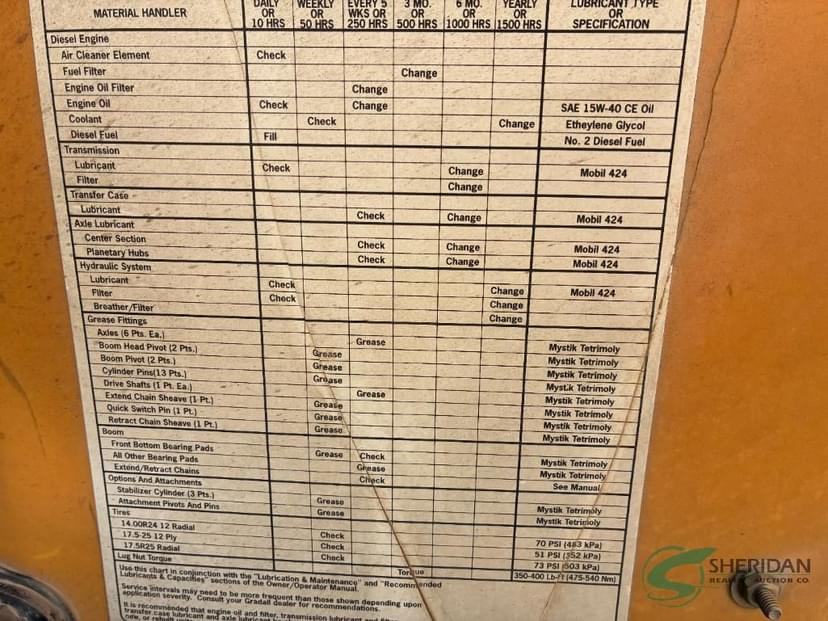 MATERIAL HANDLER DAILY OR 10 HRS WEEKLY OR 50 HRS EVERY 5 WKS OR 250 HRS 3 MO. OR 500 HRS 6 MO. OR 1000 HRS YEARLY OR 1500 HRS LUBRICANT TYPE OR SPECIFICATION
Diesel Engine
Air Cleaner Element Check
Fuel Filter Change
Engine Oil Filter Change
Engine Oil Check Change SAE 15W-40 CE Oil
Coolant Check Change Etheylene Glycol
Diesel Fuel Fill No. 2 Diesel Fuel
Transmission
Lubricant Check Change Mobil 424
Filter Change
Transfer Case
Lubricant Check Change Mobil 424
Axle Lubricant
Center Section Check Change Mobil 424
Planetary Hubs Check Change Mobil 424
Hydraulic System
Lubricant Check Change Mobil 424
Filter Check Change
Breather/Filter Change
Grease Fittings
Axles (6 Pts. Ea.) Grease Mystik Tetrimoly
Boom Head Pivot (2 Pts.) Grease Mystik Tetrimoly
Boom Pivot (2 Pts.) Grease Mystik Tetrimoly
Cylinder Pins(13 Pts.) Grease Mystik Tetrimoly
Drive Shafts (1 Pt. Ea.) Grease Mystik Tetrimoly
Extend Chain Sheave (1 Pt.) Grease Mystik Tetrimoly
Quick Switch Pin (1 Pt.) Grease Mystik Tetrimoly
Retract Chain Sheave (1 Pt.) Grease Mystik Tetrimoly
Boom
Front Bottom Bearing Pads Grease Check Mystik Tetrimoly
All Other Bearing Pads Grease Mystik Tetrimoly
Extend/Retract Chains Check See Manual
Options And Attachments
Stabilizer Cylinder (3 Pts.) Grease Mystik Tetrimoly
Attachment Pivots And Pins Grease Mystik Tetrimoly
Tires
14.00R24 12 Radial Check 70 PSI (483 kPa)
17.5-25 12 Ply Check 51 PSI (352 kPa)
17.5R25 Radial Check 73 PSI (503 kPa)
Lug Nut Torque Torque 350-400 Lb-Ft (475-540 Nm)
Use this chart in conjunction with the "Lubrication & Maintenance" and "Recommended
Lubricants & Capacities" sections of the Owner/Operator Manual.
Service intervals may need to be more frequent than those shown depending upon
application severity. Consult your Gradall dealer for recommendations.
It is recommended that engine oil and filter, transmission lubricant and
transfer case lubricant and axle lubricant
new, or rebuilt
SHERIDAN
REALTY & AUCTION CO.